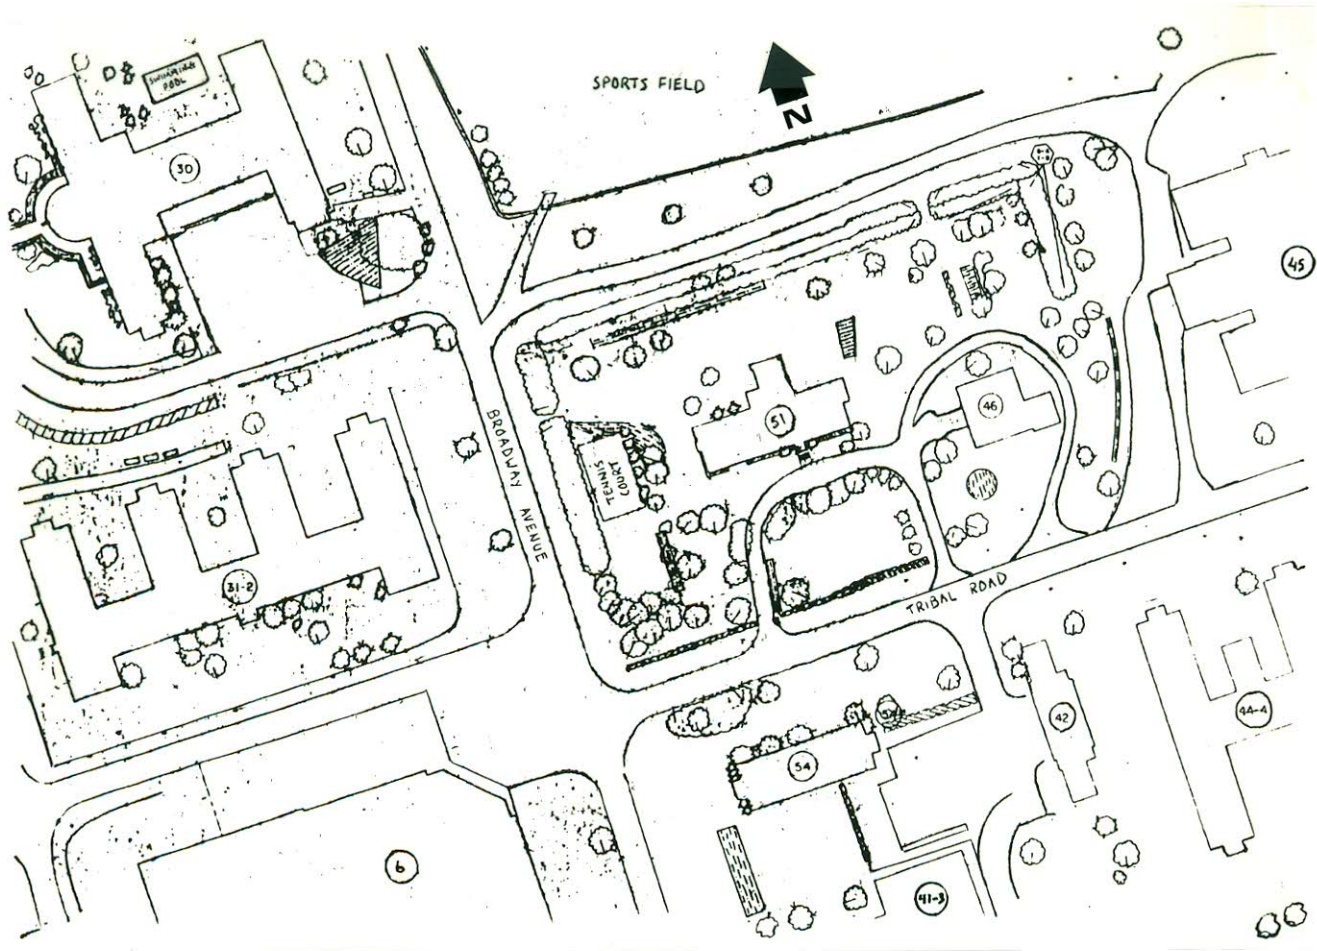 SPORTS FIELD
N
SWIMMING
POOL
30
45
BROADWAY AVENUE
51
46
TENNIS
COURT
31-2
TRIBAL ROAD
42
44-4
54
6
41-3